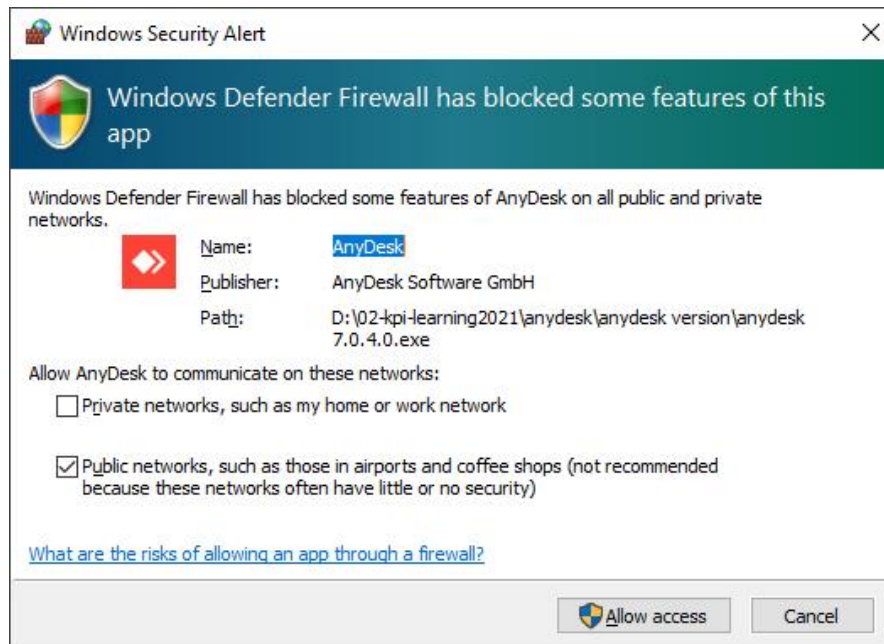 Windows Security Alert
Windows Defender Firewall has blocked some features of this
app
Windows Defender Firewall has blocked some features of AnyDesk on all public and private
networks.
Name: AnyDesk
Publisher: AnyDesk Software GmbH
Path: D:\02-kpi-learning2021\anydesk\anydesk version\anydesk
7.0.4.0.exe
Allow AnyDesk to communicate on these networks:
Private networks, such as my home or work network
Public networks, such as those in airports and coffee shops (not recommended
because these networks often have little or no security)
What are the risks of allowing an app through a firewall?
Allow access Cancel